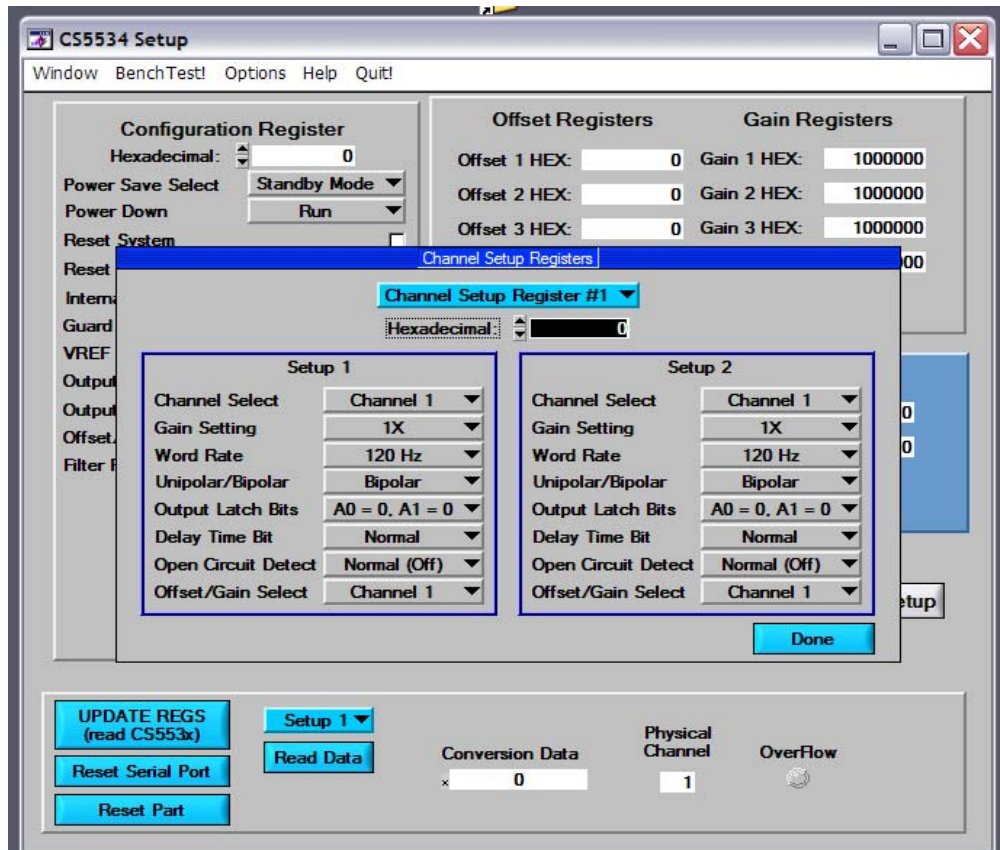 CS5534 Setup
Window BenchTest! Options Help Quit!
Configuration Register
Hexadecimal: 0
Power Save Select Standby Mode
Power Down Run
Reset System
Reset
Guard
VREF
Filter
Offset Registers Gain Registers
Offset 1 HEX: 0 Gain 1 HEX: 1000000
Offset 2 HEX: 0 Gain 2 HEX: 1000000
Offset 3 HEX: 0 Gain 3 HEX: 1000000
Channel Setup Registers
Channel Setup Register #1
Hexadecimal: 0
Setup 1
Channel Select Channel 1
Gain Setting 1X
Word Rate 120 Hz
Unipolar/Bipolar Bipolar
Output Latch Bits A0 = 0, A1 = 0
Delay Time Bit Normal
Open Circuit Detect Normal (Off)
Offset/Gain Select Channel 1
Setup 2
Channel Select Channel 1
Gain Setting 1X
Word Rate 120 Hz
Unipolar/Bipolar Bipolar
Output Latch Bits A0 = 0, A1 = 0
Delay Time Bit Normal
Open Circuit Detect Normal (Off)
Offset/Gain Select Channel 1
Done
0
0
UPDATE REGS
(read CS553x)
Reset Serial Port
Reset Part
Setup 1
Read Data
Conversion Data
x 0
Physical
Channel
1
OverFlow